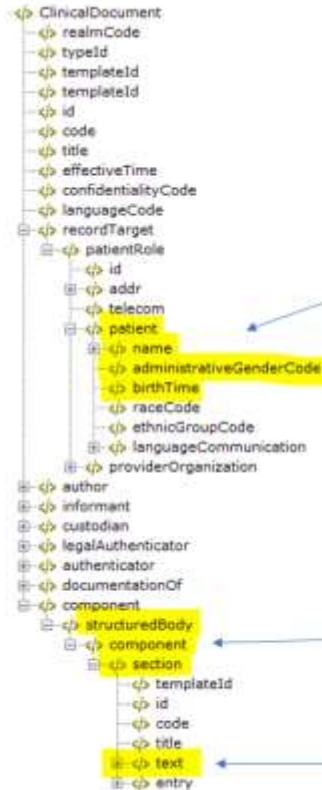 ClinicalDocument
realmCode
typeId
templateId
templateId
id
code
title
effectiveTime
confidentialityCode
languageCode
recordTarget
patientRole
id
addr
telecom
patient
name
administrativeGenderCode
birthTime
raceCode
ethnicGroupCode
languageCommunication
providerOrganization
author
informant
custodian
legalAuthenticator
authenticator
documentationOf
component
structuredBody
component
section
templateId
id
code
title
text
entry